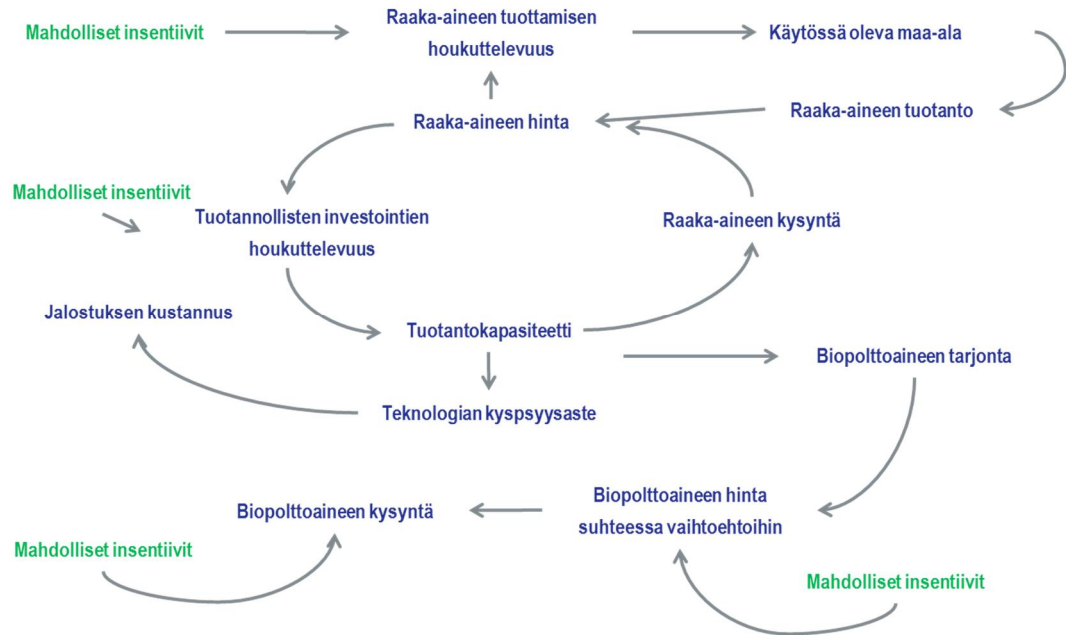 Mahdolliset insentiivit
Raaka-aineen tuottamisen
houkuttelevuus
Käytössä oleva maa-ala
Raaka-aineen hinta
Raaka-aineen tuotanto
Mahdolliset insentiivit
Tuotannollisten investointien
houkuttelevuus
Raaka-aineen kysyntä
Jalostuksen kustannus
Tuotantokapasiteetti
Biopolttoaineen tarjonta
Teknologian kyspsyysaste
Biopolttoaineen kysyntä
Biopolttoaineen hinta
suhteessa vaihtoehtoihin
Mahdolliset insentiivit
Mahdolliset insentiivit